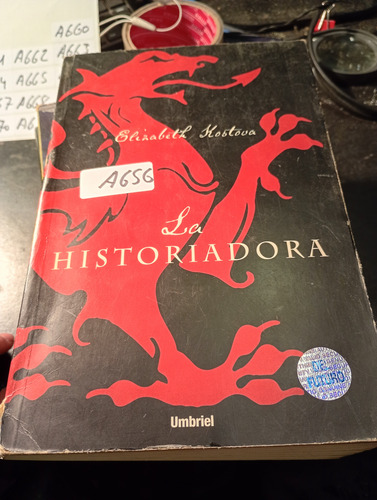 A660
A662 A663
A665
A668
Elizabeth Kostova
A656
La
HISTORIADORA
Umbriel